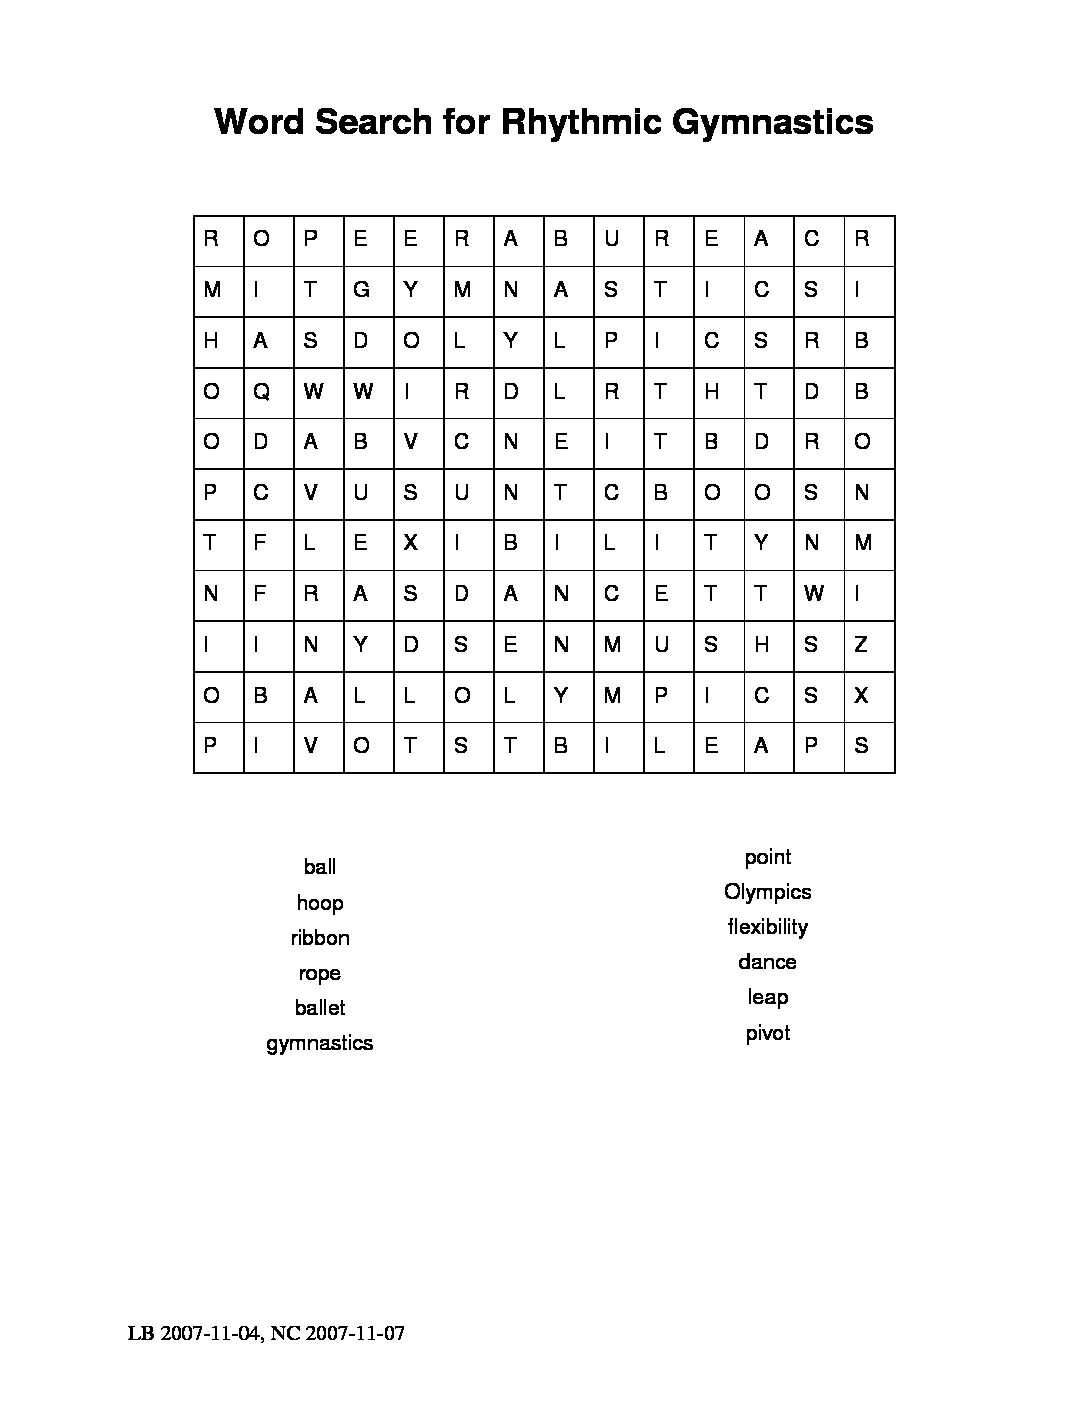 Word Search for Rhythmic Gymnastics
R O P E E R A B U R E A C R
M I T G Y M N A S T I C S I
H A S D O L Y L P I C S R B
O Q W W I R D L R T H T D B
O D A B V C N E I T B D R O
P C V U S U N T C B O O S N
T F L E X I B I L I T Y N M
N F R A S D A N C E T T W I
I I N Y D S E N M U S H S Z
O B A L L O L Y M P I C S X
P I V O T S T B I L E A P S
ball
hoop
ribbon
rope
ballet
gymnastics
point
Olympics
flexibility
dance
leap
pivot
LB 2007-11-04, NC 2007-11-07